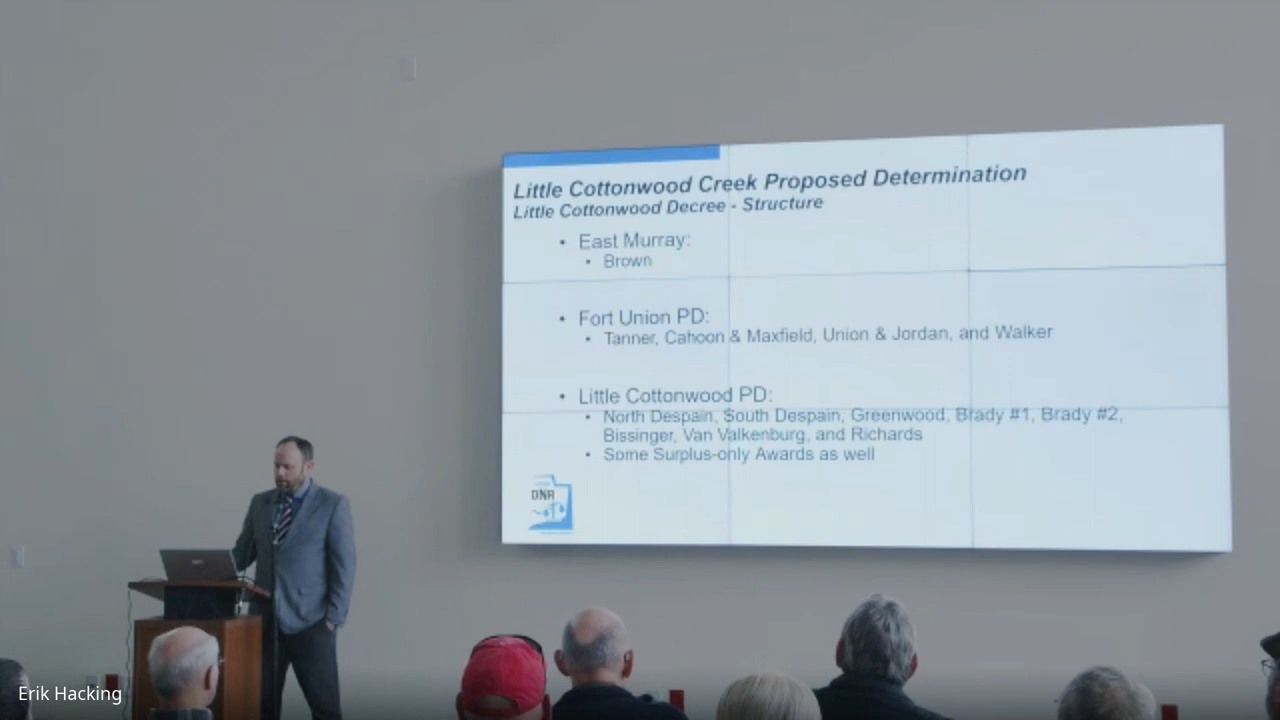 Little Cottonwood Creek Proposed Determination
Little Cottonwood Decree - Structure
• East Murray:
• Brown
• Fort Union PD:
• Tanner, Cahoon & Maxfield, Union & Jordan, and Walker
• Little Cottonwood PD:
• North Despain, South Despain, Greenwood, Brady #1, Brady #2,
Bissinger, Van Valkenburg, and Richards
• Some Surplus-only Awards as well
DNR
Erik Hacking